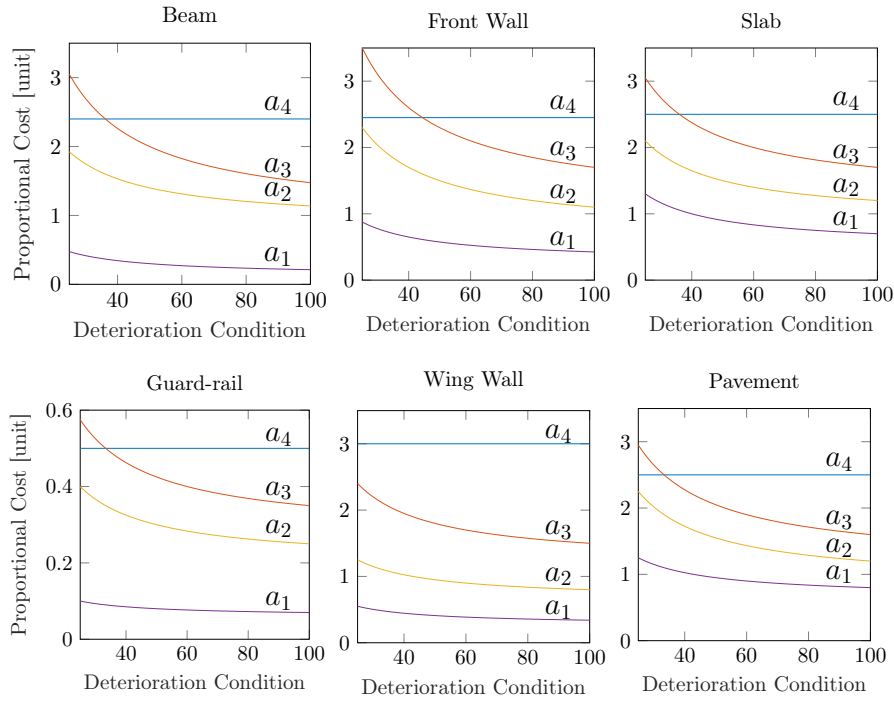 Beam
Front Wall
Slab
Proportional Cost [unit]
3
2
1
0
40
60
80
100
a4
a3
a2
a1
Deterioration Condition
3
2
1
0
40
60
80
100
a4
a3
a2
a1
Deterioration Condition
3
2
1
0
40
60
80
100
a4
a3
a2
a1
Deterioration Condition
Guard-rail
Wing Wall
Pavement
Proportional Cost [unit]
0.6
0.4
0.2
0
40
60
80
100
a4
a3
a2
a1
Deterioration Condition
3
2
1
0
40
60
80
100
a4
a3
a2
a1
Deterioration Condition
3
2
1
0
40
60
80
100
a4
a3
a2
a1
Deterioration Condition